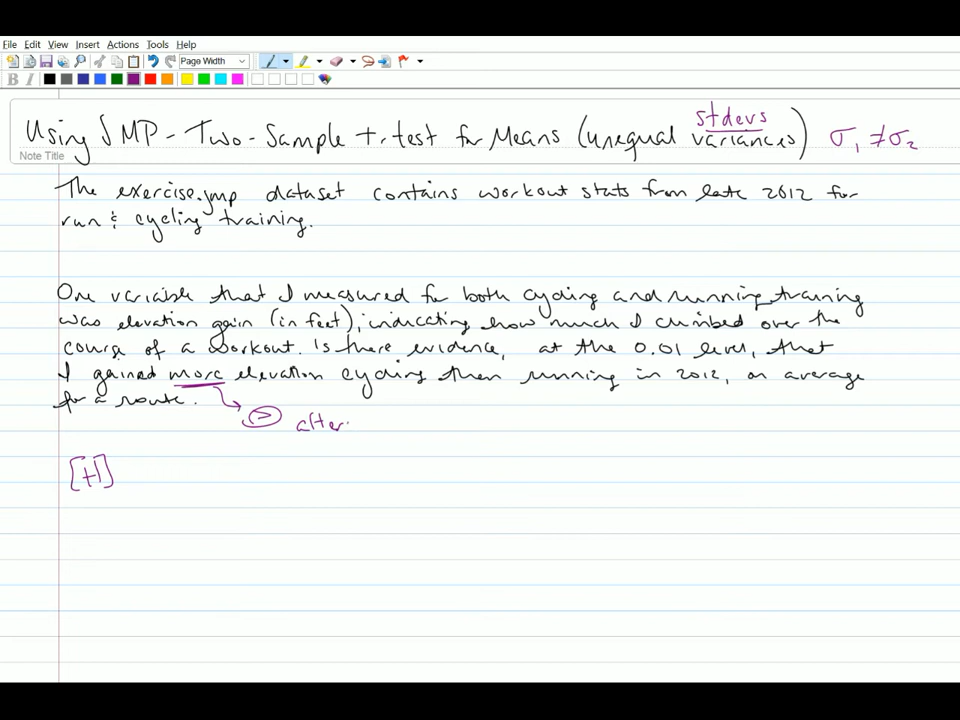 File Edit View Insert Actions Tools Help
Page Width
B I
stdevs
Using JMP - Two-Sample t-test for Means (unequal variances) σ₁ ≠ σ₂
Note Title
The exercise.jmp dataset contains workout stats from late 2012 for
run & cycling training.
One variable that I measured for both cycling and running training
was elevation gain (in feet), indicating how much I climbed over the
course of a workout. Is there evidence, at the 0.01 level, that
I gained more elevation cycling then running in 2012, on average
for a route.
> alter.
[H]